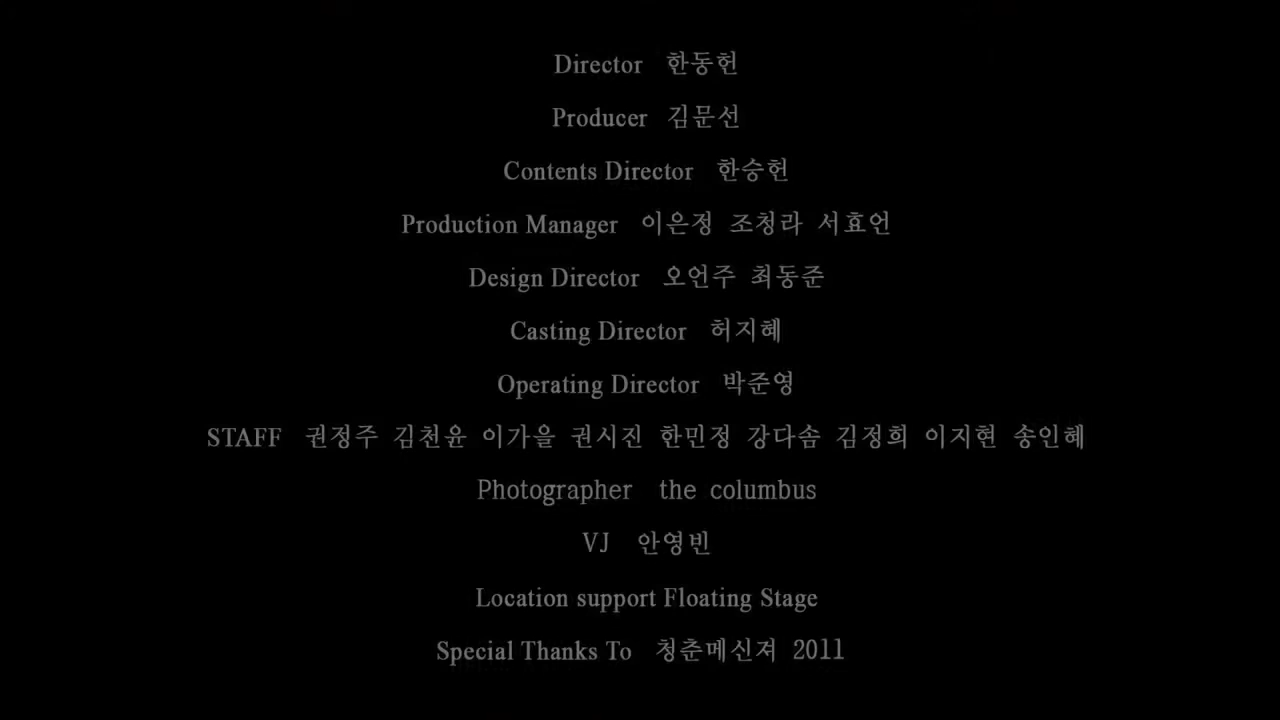 Director 한동헌
Producer 김문선
Contents Director 한승헌
Production Manager 이은정 조청라 서효언
Design Director 오언주 최동준
Casting Director 허지혜
Operating Director 박준영
STAFF 권정주 김천윤 이가을 권시진 한민정 강다솜 김정희 이지현 송인혜
Photographer the columbus
VJ 안영빈
Location support Floating Stage
Special Thanks To 청춘메신져 2011